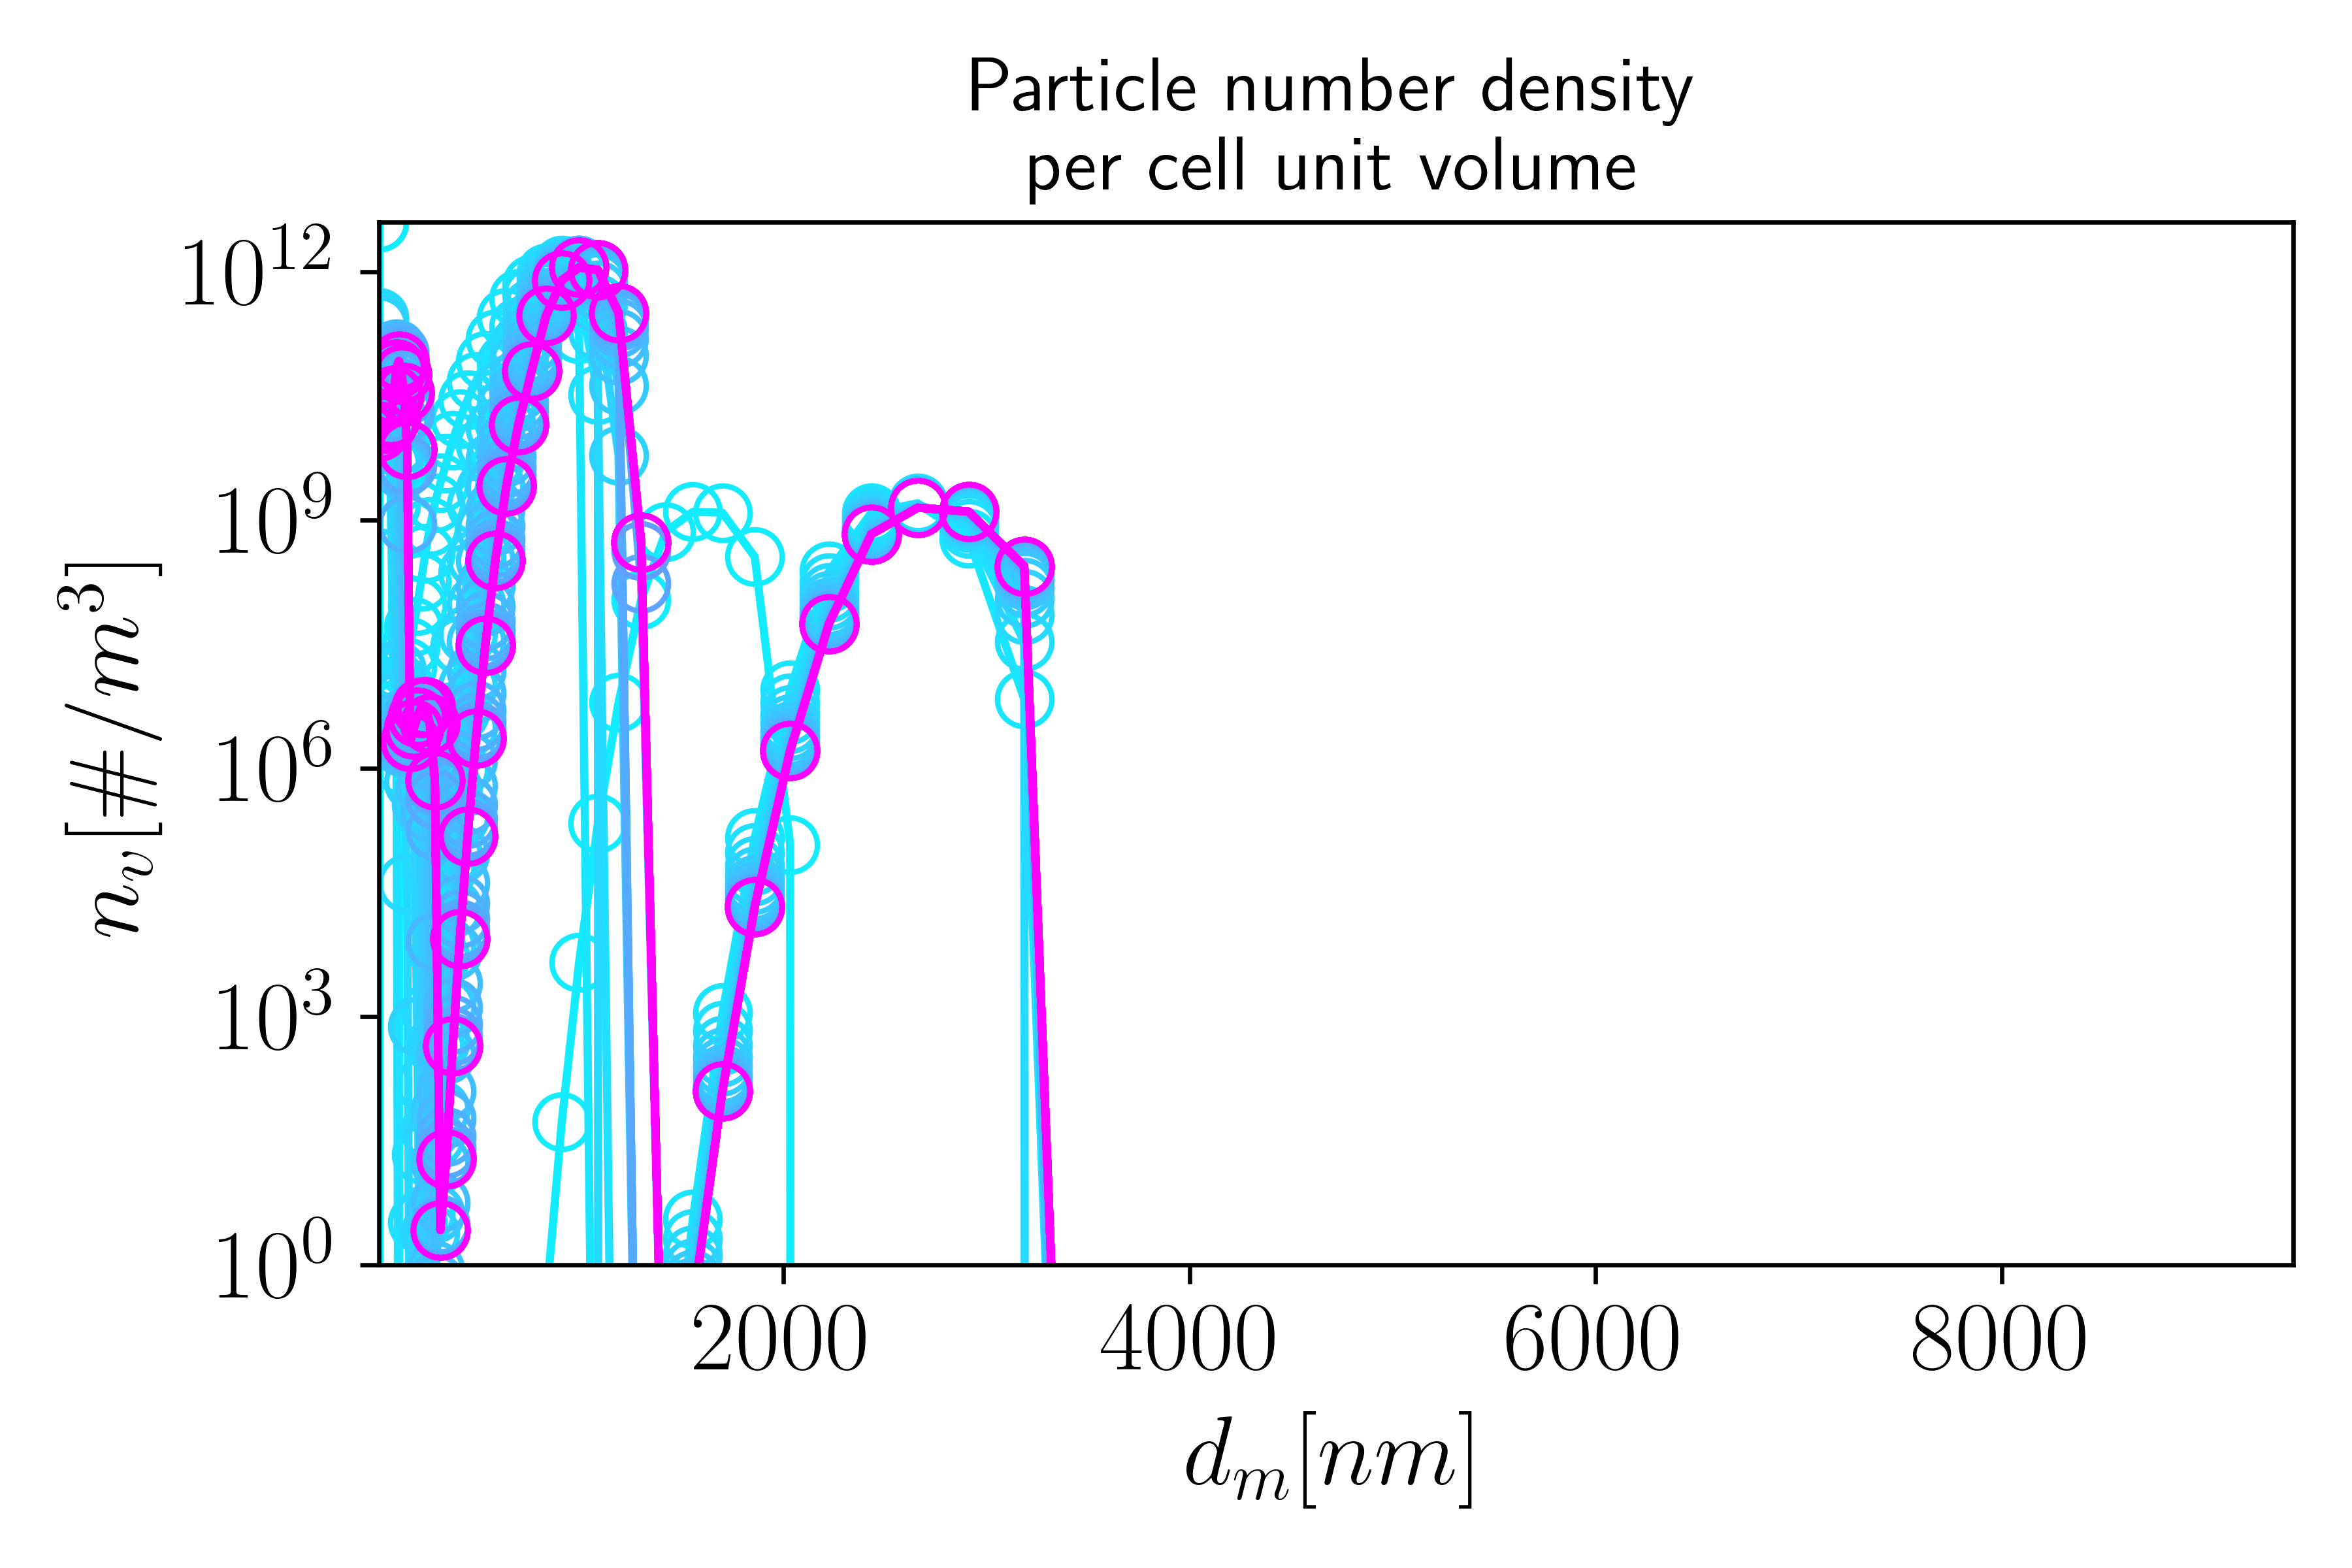 Particle number density
per cell unit volume
10^12
10^9
10^6
10^3
10^0
n_v[#/m^3]
2000 4000 6000 8000
d_m[nm]